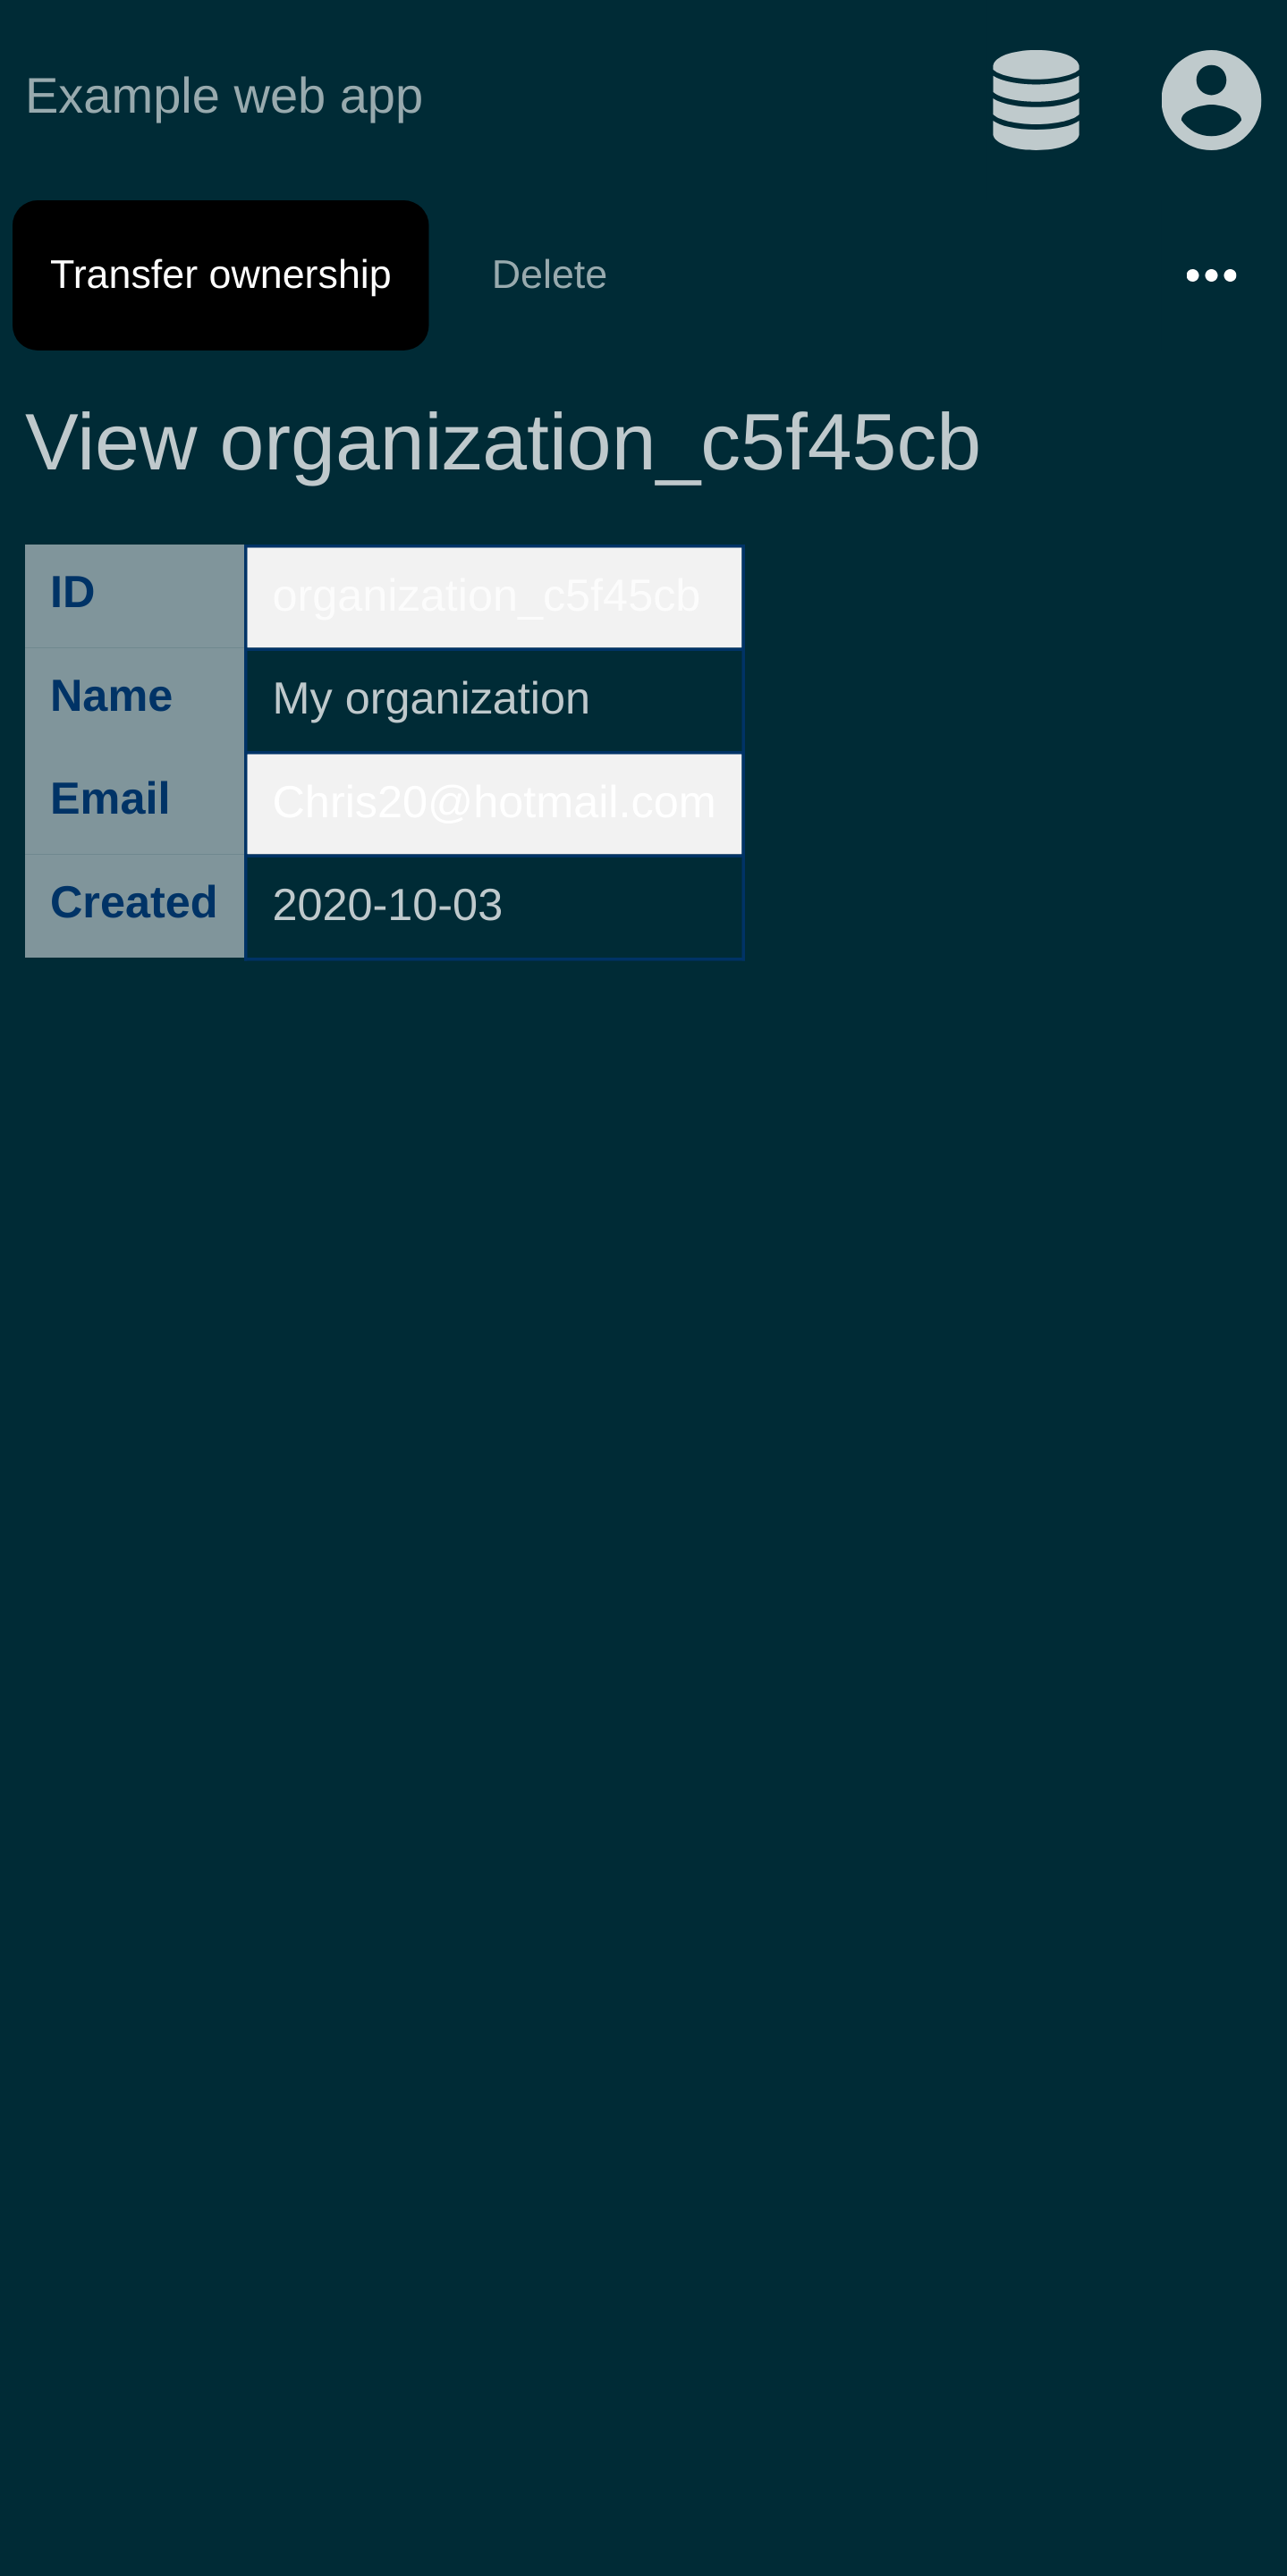 Example web app
Transfer ownership Delete
View organization_c5f45cb
ID organization_c5f45cb
Name My organization
Email Chris20@hotmail.com
Created 2020-10-03